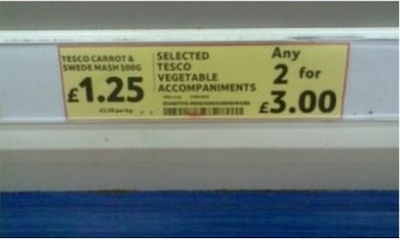 TESCO CARROT &
SWEDE MASH 500G
£1.25
SELECTED
TESCO
VEGETABLE
ACCOMPANIMENTS
Any
2 for
£3.00